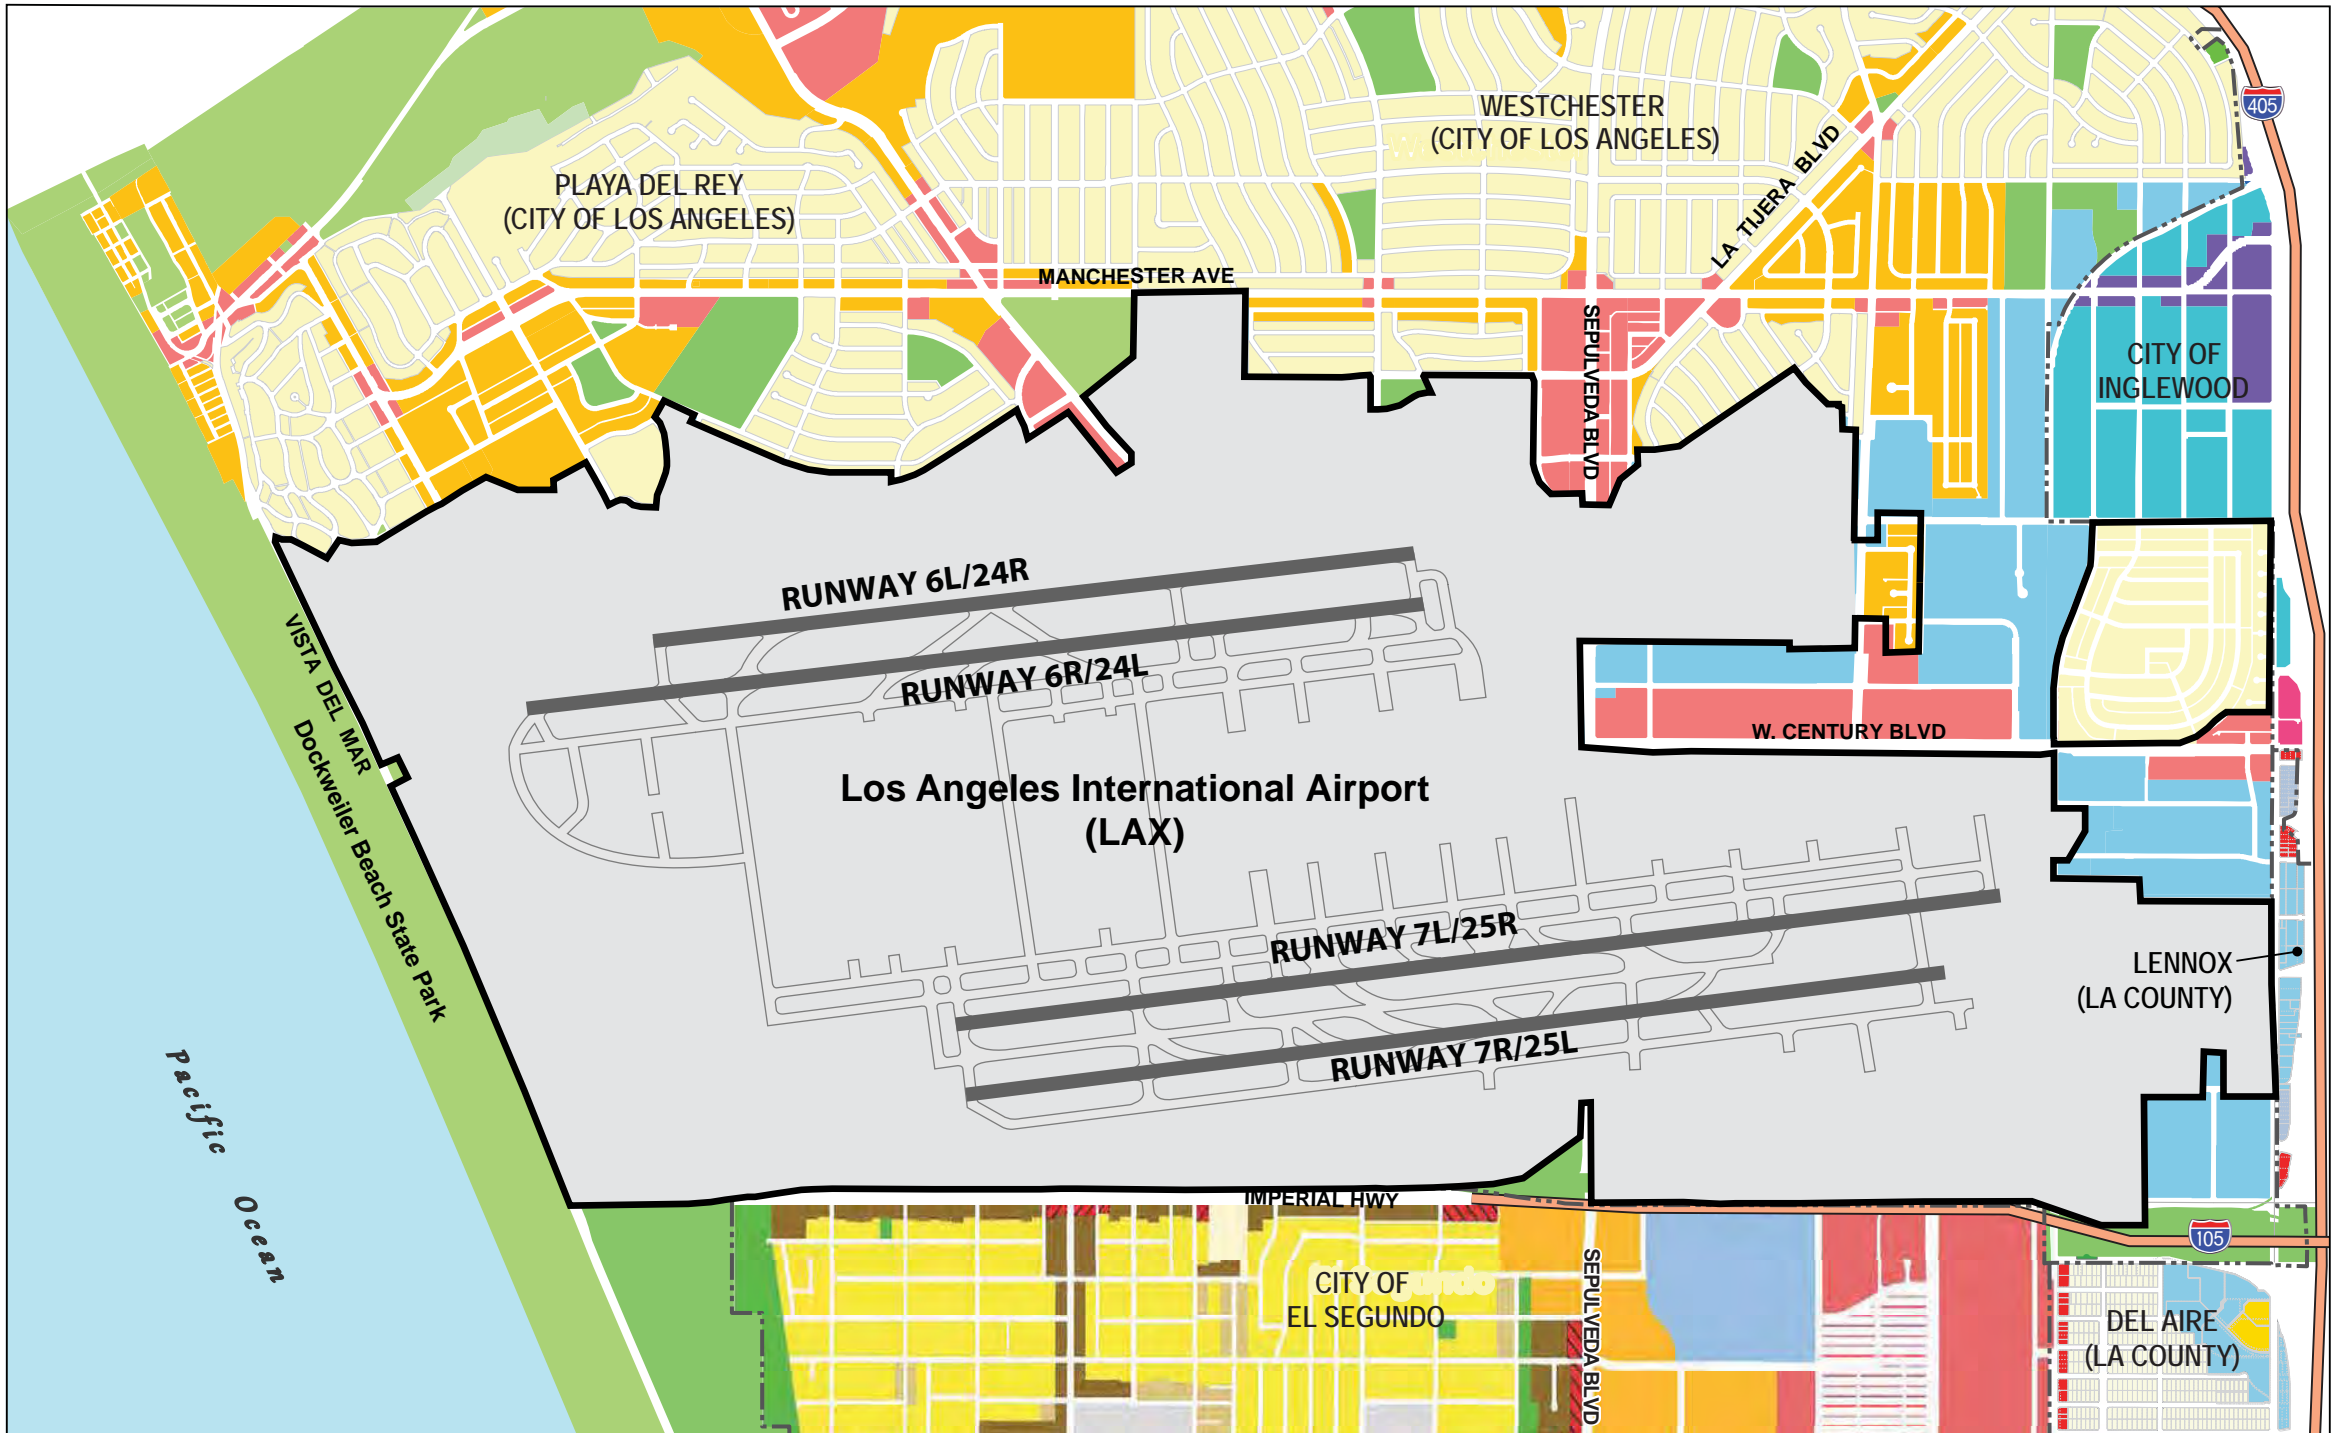 405
WESTCHESTER
(CITY OF LOS ANGELES)
LA TIJERA BLVD
PLAYA DEL REY
(CITY OF LOS ANGELES)
MANCHESTER AVE
SEPULVEDA BLVD
CITY OF
INGLEWOOD
RUNWAY 6L/24R
RUNWAY 6R/24L
VISTA DEL MAR
Dockweiler Beach State Park
W. CENTURY BLVD
Los Angeles International Airport
(LAX)
RUNWAY 7L/25R
LENNOX
(LA COUNTY)
RUNWAY 7R/25L
Pacific Ocean
IMPERIAL HWY
105
CITY OF
EL SEGUNDO
SEPULVEDA BLVD
DEL AIRE
(LA COUNTY)